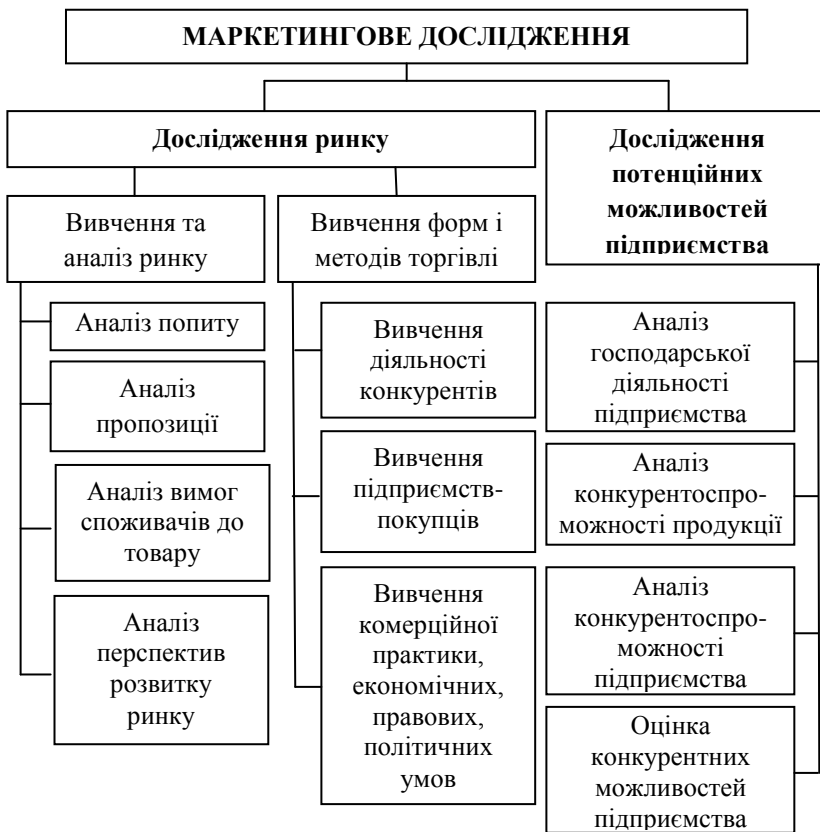 МАРКЕТИНГОВЕ ДОСЛІДЖЕННЯ
Дослідження ринку
Вивчення та
аналіз ринку
Аналіз попиту
Аналіз
пропозиції
Аналіз вимог
споживачів до
товару
Аналіз
перспектив
розвитку
ринку
Вивчення форм і
методів торгівлі
Вивчення
діяльності
конкурентів
Вивчення
підприємств-
покупців
Вивчення
комерційної
практики,
економічних,
правових,
політичних
умов
Дослідження
потенційних
можливостей
підприємства
Аналіз
господарської
діяльності
підприємства
Аналіз
конкурентоспро-
можності продукції
Аналіз
конкурентоспро-
можності
підприємства
Оцінка
конкурентних
можливостей
підприємства